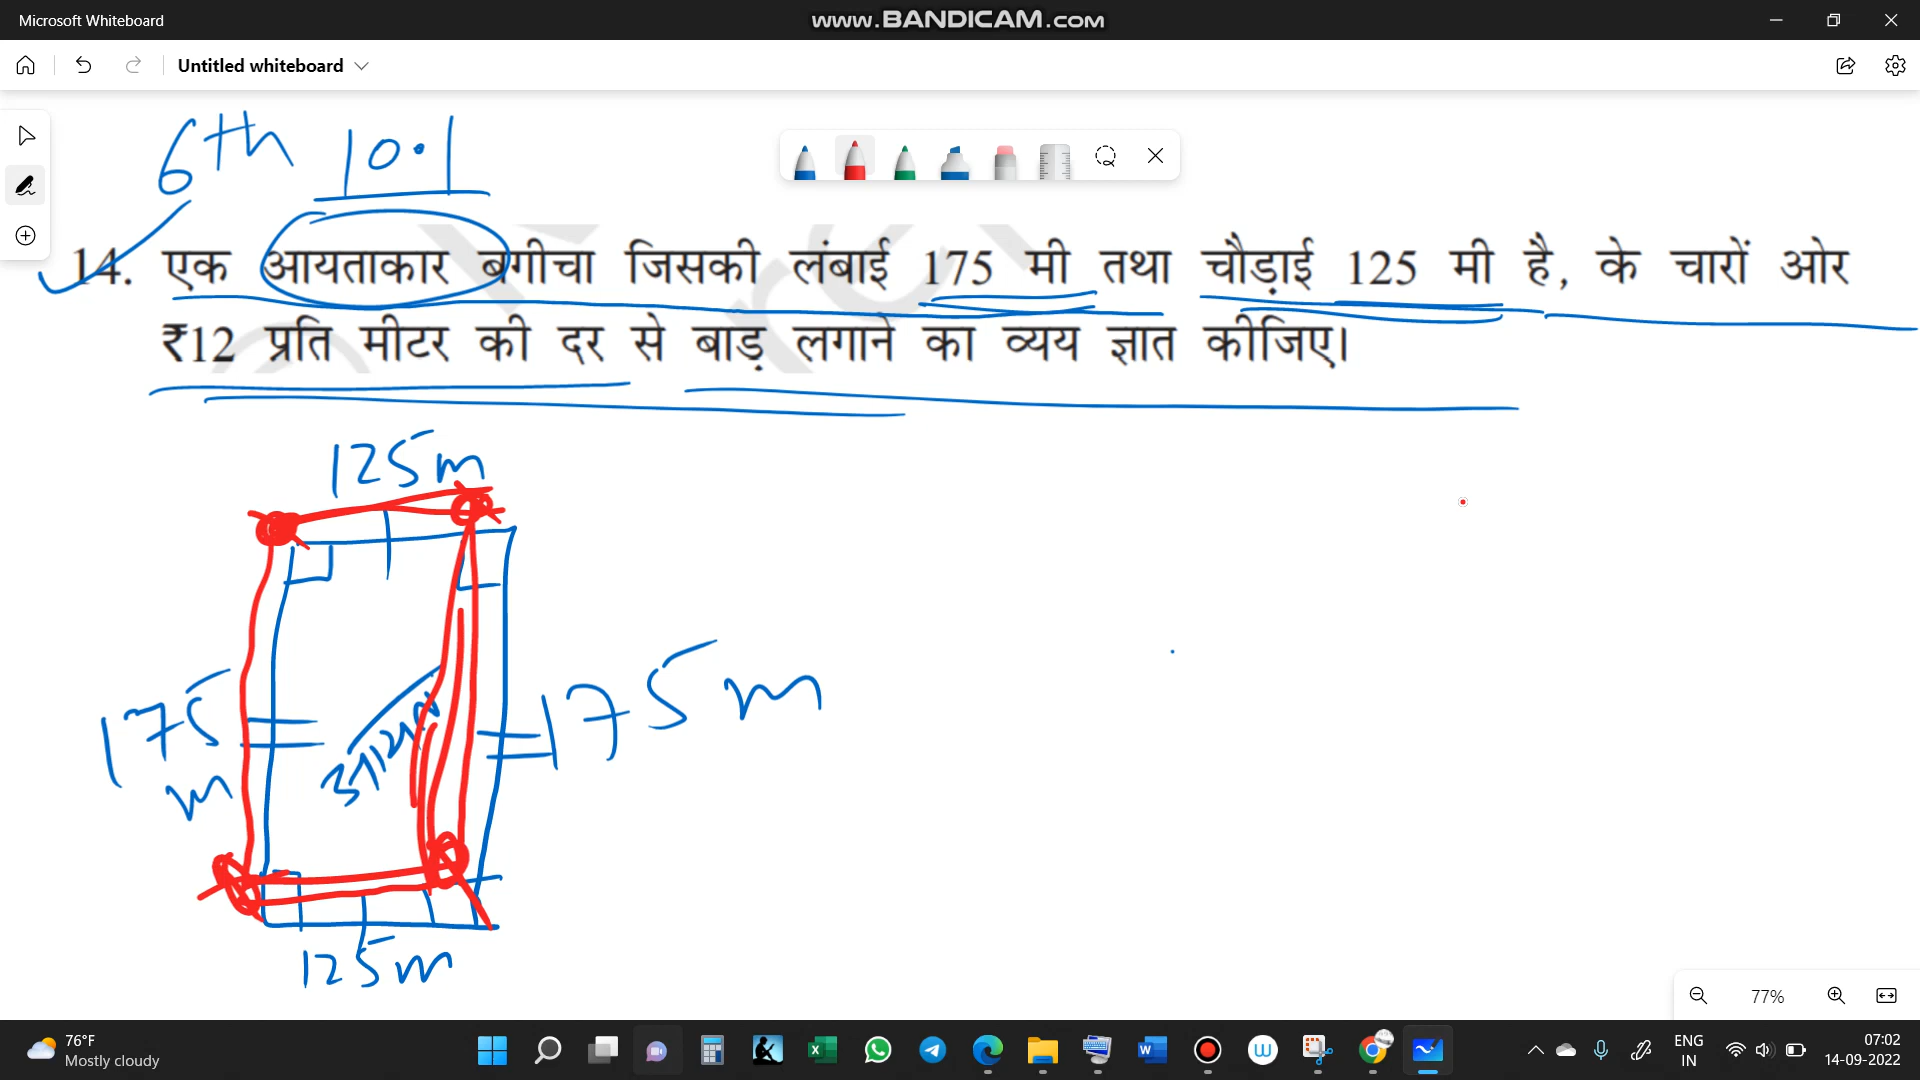 Microsoft Whiteboard
www.BANDICAM.com
Untitled whiteboard
6th 10.1
14. एक आयताकार बगीचा जिसकी लंबाई 175 मी तथा चौड़ाई 125 मी है, के चारों ओर
₹12 प्रति मीटर की दर से बाड़ लगाने का व्यय ज्ञात कीजिए।
125m
175
m
आयत
175m
125m
77%
76°F
Mostly cloudy
ENG
IN
07:02
14-09-2022